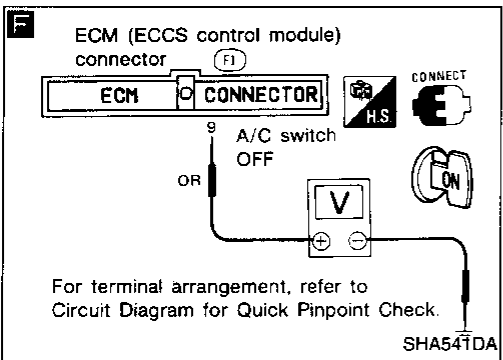 F
ECM (ECCS control module)
connector F1
ECM CONNECTOR
H.S.
CONNECT
9
A/C switch
OFF
OR
ON
V
+ -
For terminal arrangement, refer to
Circuit Diagram for Quick Pinpoint Check.
SHA541DA